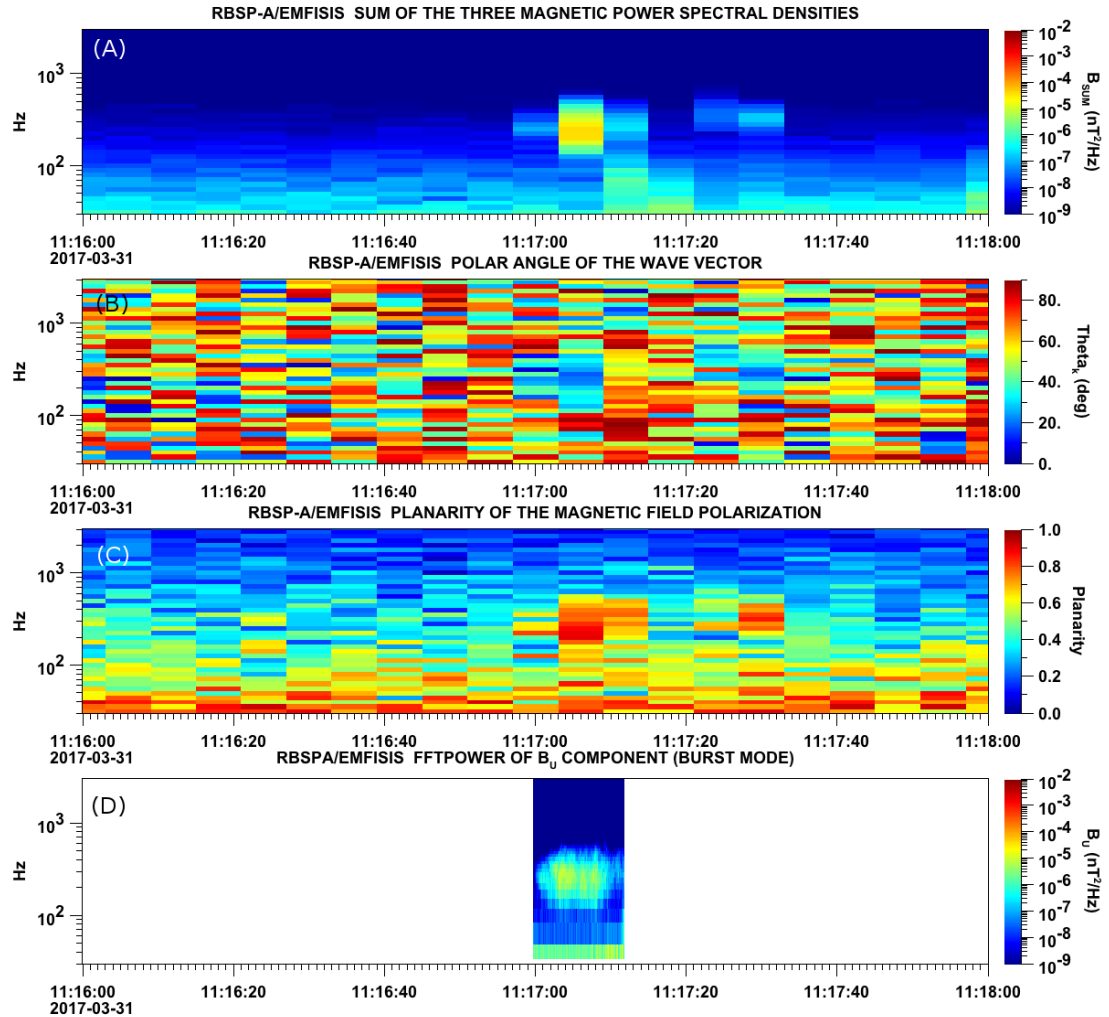 RBSP-A/EMFISIS SUM OF THE THREE MAGNETIC POWER SPECTRAL DENSITIES
(A)
10³
10²
Hz
10⁻²
10⁻³
10⁻⁴
10⁻⁵
10⁻⁶
10⁻⁷
10⁻⁸
10⁻⁹
B_SUM (nT²/Hz)
11:16:00 11:16:20 11:16:40 11:17:00 11:17:20 11:17:40 11:18:00
2017-03-31
RBSP-A/EMFISIS POLAR ANGLE OF THE WAVE VECTOR
(B)
10³
10²
Hz
80.
60.
40.
20.
0.
Theta_k (deg)
11:16:00 11:16:20 11:16:40 11:17:00 11:17:20 11:17:40 11:18:00
2017-03-31
RBSP-A/EMFISIS PLANARITY OF THE MAGNETIC FIELD POLARIZATION
(C)
10³
10²
Hz
1.0
0.8
0.6
0.4
0.2
0.0
Planarity
11:16:00 11:16:20 11:16:40 11:17:00 11:17:20 11:17:40 11:18:00
2017-03-31
RBSPA/EMFISIS FFTPOWER OF B_U COMPONENT (BURST MODE)
(D)
10³
10²
Hz
10⁻²
10⁻³
10⁻⁴
10⁻⁵
10⁻⁶
10⁻⁷
10⁻⁸
10⁻⁹
B_U (nT²/Hz)
11:16:00 11:16:20 11:16:40 11:17:00 11:17:20 11:17:40 11:18:00
2017-03-31